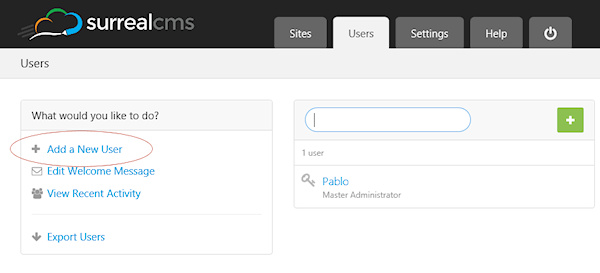 surrealcms
Sites
Users
Settings
Help
Users
What would you like to do?
Add a New User
Edit Welcome Message
View Recent Activity
Export Users
1 user
Pablo
Master Administrator